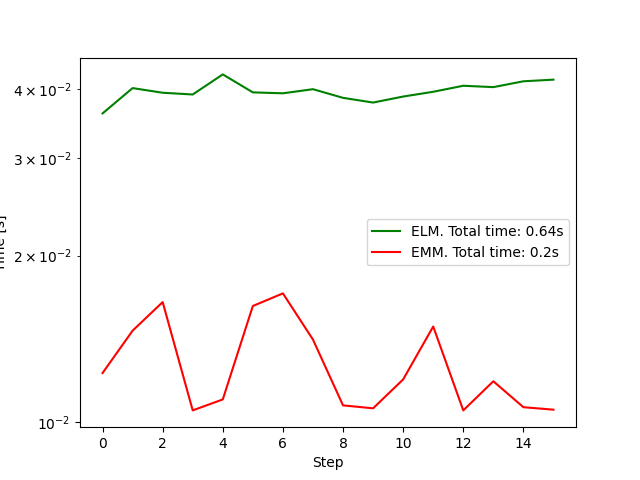 4 × 10⁻²
3 × 10⁻²
2 × 10⁻²
10⁻²
Time [s]
ELM. Total time: 0.64s
EMM. Total time: 0.2s
0 2 4 6 8 10 12 14
Step